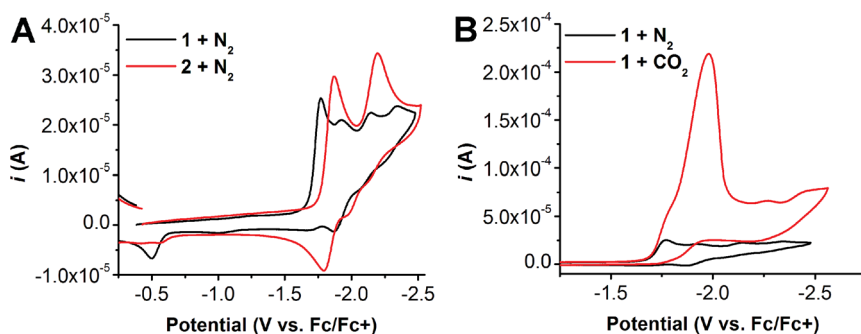 A
1 + N₂
2 + N₂
i (A)
5.0x10⁻⁵
4.0x10⁻⁵
3.0x10⁻⁵
2.0x10⁻⁵
1.0x10⁻⁵
0.0
-1.0x10⁻⁵
-0.5 -1.0 -1.5 -2.0 -2.5
Potential (V vs. Fc/Fc+)
B
1 + N₂
1 + CO₂
i (A)
2.5x10⁻⁴
2.0x10⁻⁴
1.5x10⁻⁴
1.0x10⁻⁴
5.0x10⁻⁵
0.0
-1.5 -2.0 -2.5
Potential (V vs. Fc/Fc+)